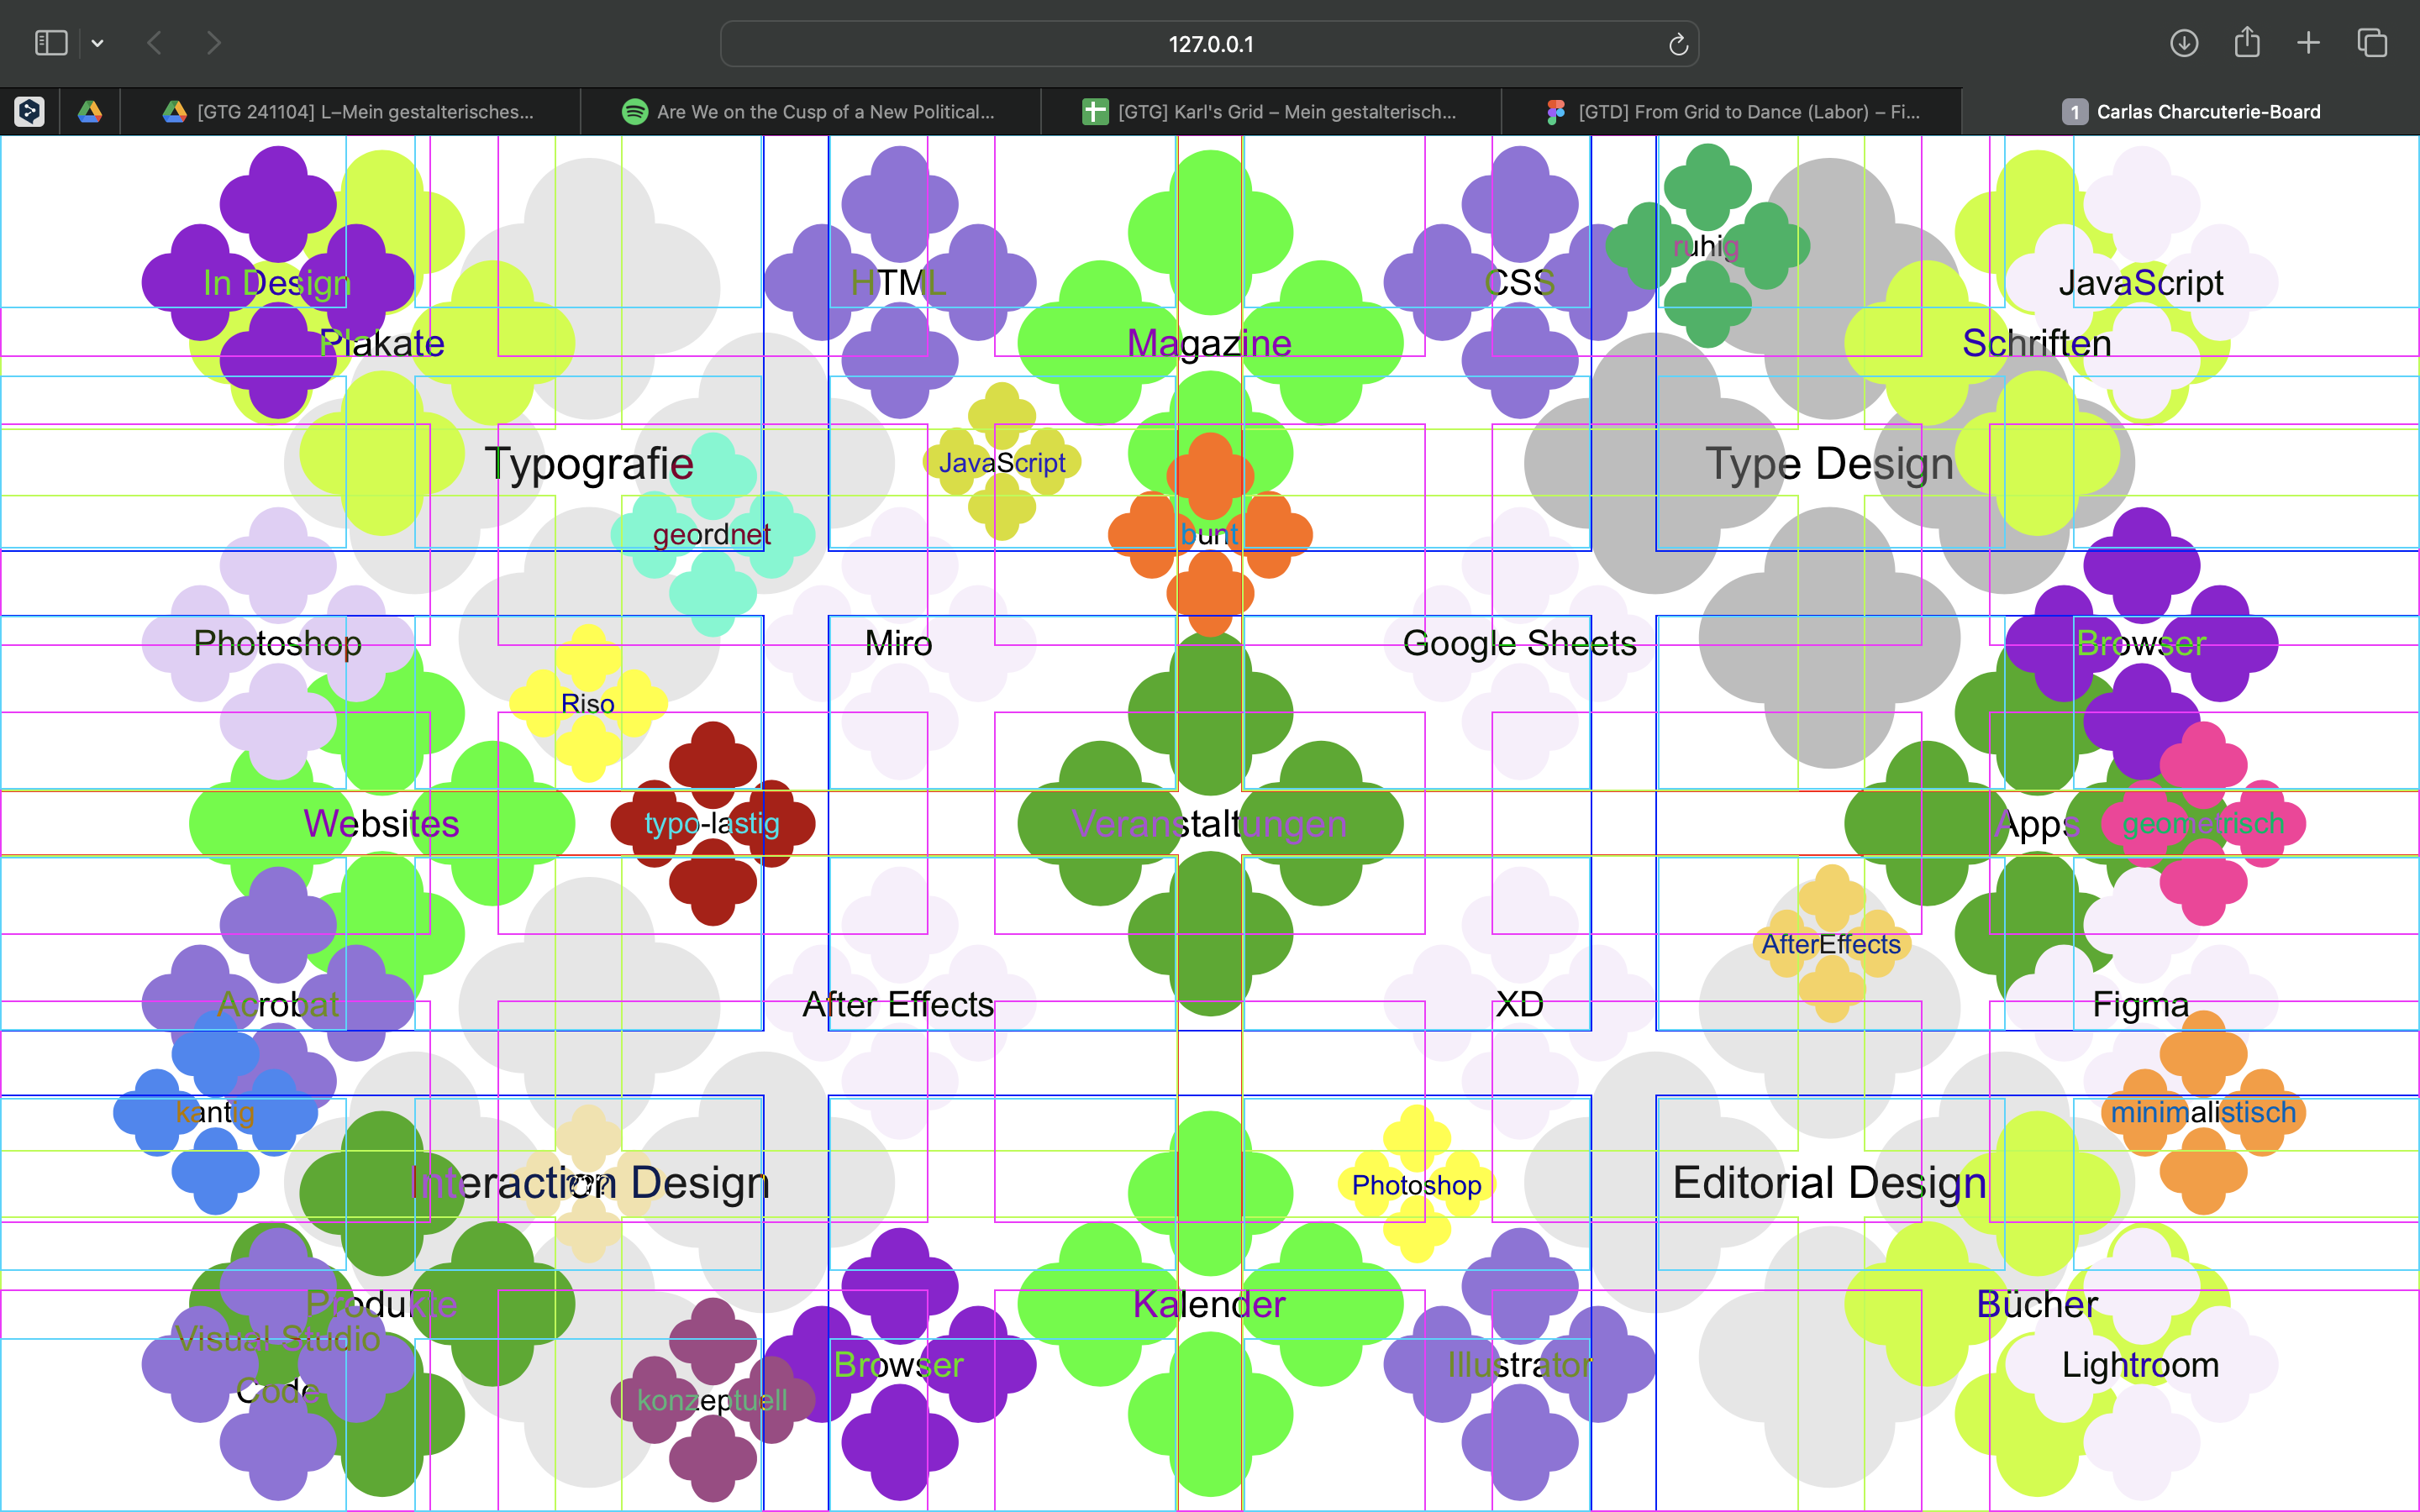 127.0.0.1
[GTG 241104] L–Mein gestalterisches...
Are We on the Cusp of a New Political...
[GTG] Karl's Grid – Mein gestalterisch...
[GTD] From Grid to Dance (Labor) – Fi...
1 Carlas Charcuterie-Board
ruhig
In Design
HTML
CSS
JavaScript
Plakate
Magazine
Schriften
Typografie
JavaScript
Type Design
geordnet
bunt
Photoshop
Miro
Google Sheets
Browser
Riso
Websites
typo-lastig
Veranstaltungen
Apps
geometrisch
AfterEffects
Acrobat
After Effects
XD
Figma
kantig
minimalistisch
Interaction Design
Photoshop
Editorial Design
Produkte
Kalender
Bücher
Visual Studio
Code
Browser
Illustrator
Lightroom
konzeptuell